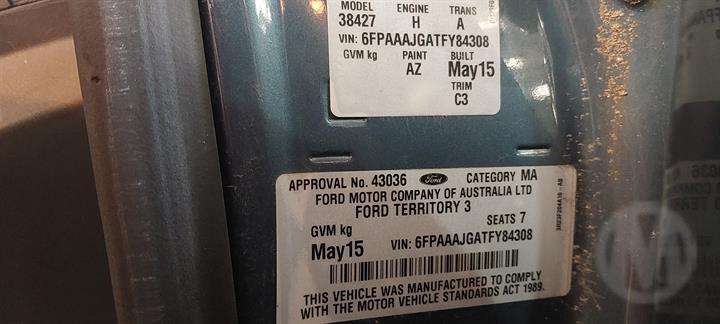 MODEL ENGINE TRANS
38427 H A
VIN: 6FPAAAJGATFY84308
GVM kg PAINT BUILT
AZ May15
TRIM
C3
APPROVAL No. 43036 Ford CATEGORY MA
FORD MOTOR COMPANY OF AUSTRALIA LTD
FORD TERRITORY 3
GVM kg SEATS 7
May15 VIN: 6FPAAAJGATFY84308
THIS VEHICLE WAS MANUFACTURED TO COMPLY
WITH THE MOTOR VEHICLE STANDARDS ACT 1989.